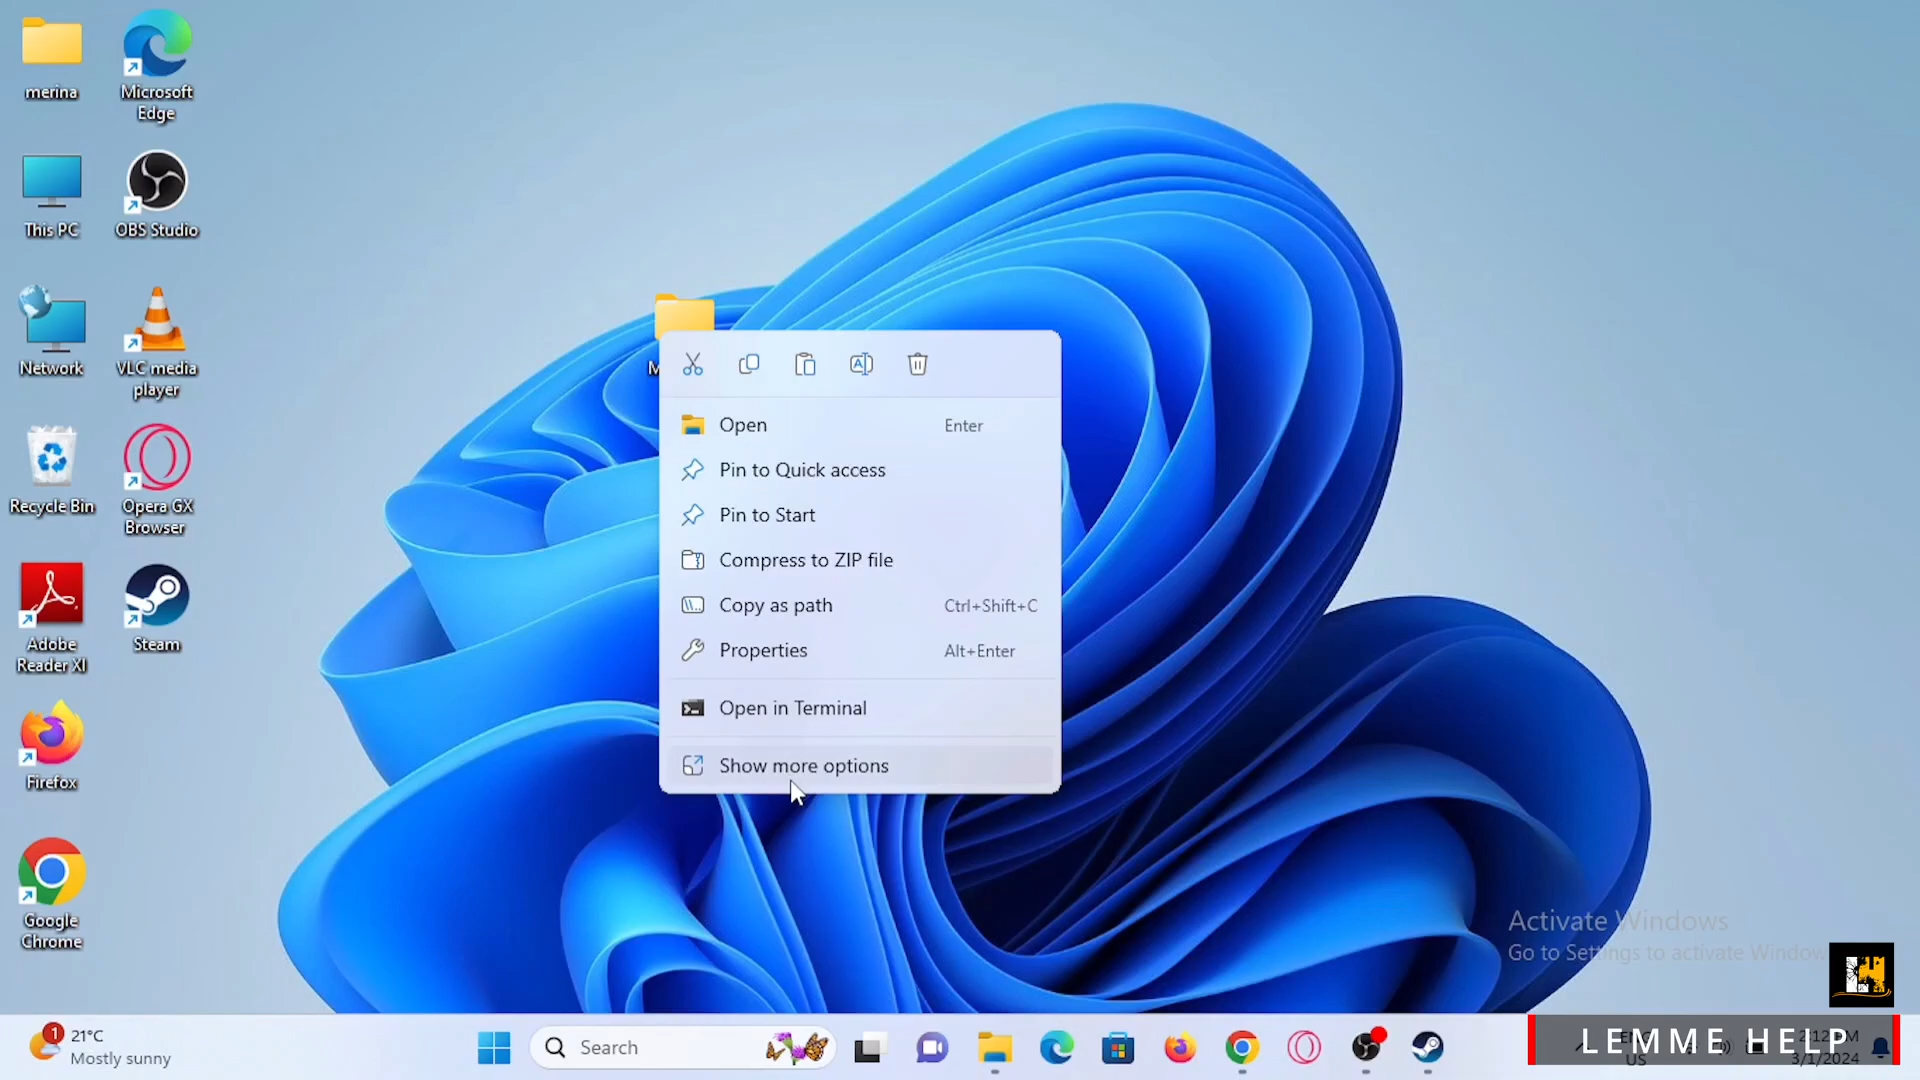 merina
Microsoft
Edge
This PC
OBS Studio
Network
VLC media
player
Recycle Bin
Opera GX
Browser
Adobe
Reader XI
Steam
Firefox
Google
Chrome
Open Enter
Pin to Quick access
Pin to Start
Compress to ZIP file
Copy as path Ctrl+Shift+C
Properties Alt+Enter
Open in Terminal
Show more options
Activate Windows
Go to Settings to activate Window
1
21°C
Mostly sunny
Search
LEMME HELP
US
3/1/2024